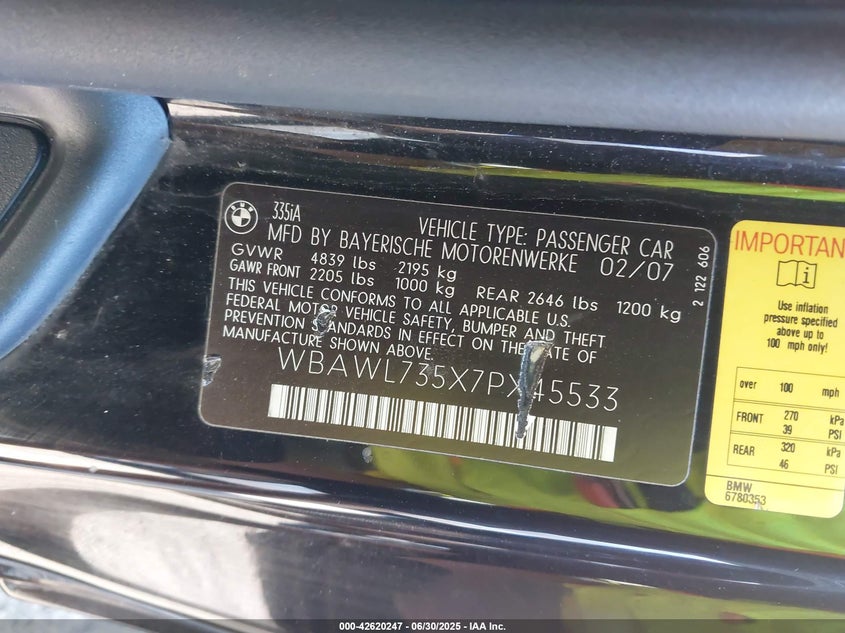 335iA
VEHICLE TYPE: PASSENGER CAR
MFD BY BAYERISCHE MOTORENWERKE 02/07
GVWR 4839 lbs 2195 kg
GAWR FRONT 2205 lbs 1000 kg REAR 2646 lbs 1200 kg
THIS VEHICLE CONFORMS TO ALL APPLICABLE U.S.
FEDERAL MOTOR VEHICLE SAFETY, BUMPER AND THEFT
PREVENTION STANDARDS IN EFFECT ON THE DATE OF
MANUFACTURE SHOWN ABOVE.
WBAWL735X7PX45533
2 122 606
BMW
IMPORTAN
Use inflation
pressure specified
above up to
100 mph only!
over 100 mph
FRONT 270 kPa
39 PSI
REAR 320 kPa
46 PSI
BMW
6780353
000-42620247 - 06/30/2025 - IAA Inc.